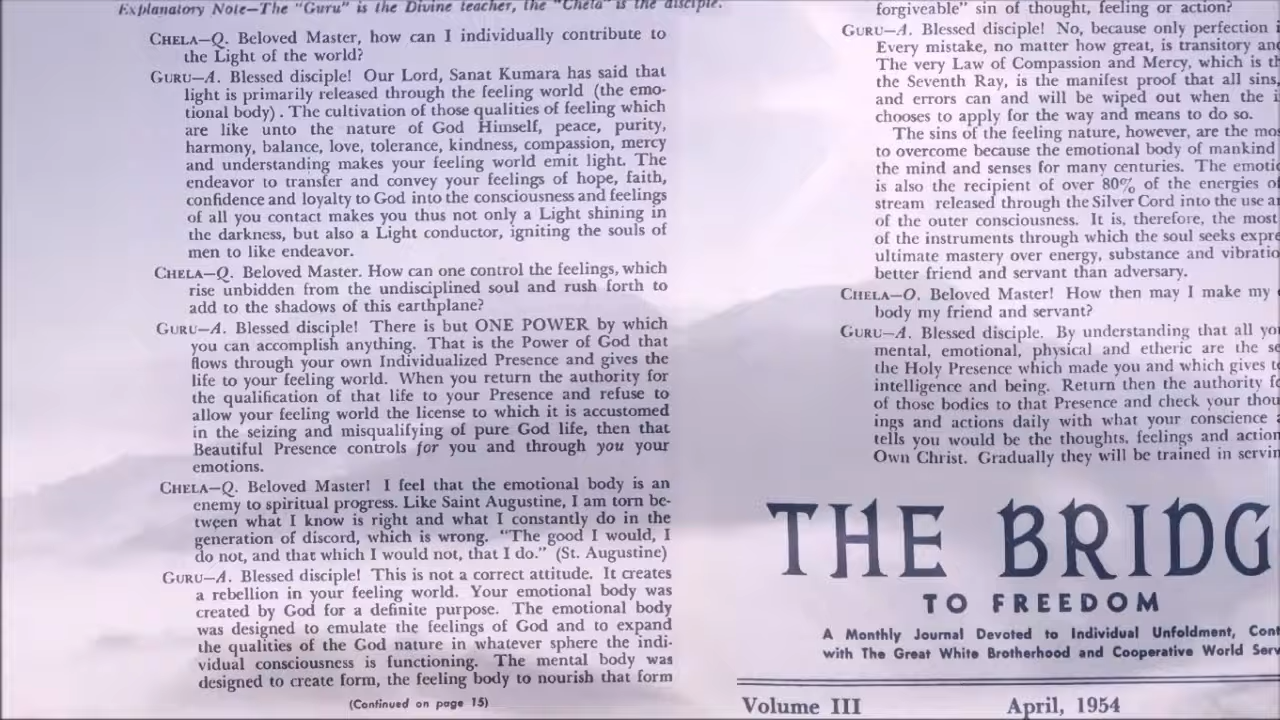 Explanatory Note—The "Guru" is the Divine teacher, the "Chela" is the disciple.
CHELA—Q. Beloved Master, how can I individually contribute to
the Light of the world?
GURU—A. Blessed disciple! Our Lord, Sanat Kumara has said that
light is primarily released through the feeling world (the emo-
tional body). The cultivation of those qualities of feeling which
are like unto the nature of God Himself, peace, purity,
harmony, balance, love, tolerance, kindness, compassion, mercy
and understanding makes your feeling world emit light. The
endeavor to transfer and convey your feelings of hope, faith,
confidence and loyalty to God into the consciousness and feelings
of all you contact makes you thus not only a Light shining in
the darkness, but also a Light conductor, igniting the souls of
men to like endeavor.
CHELA—Q. Beloved Master. How can one control the feelings, which
rise unbidden from the undisciplined soul and rush forth to
add to the shadows of this earthplane?
GURU—A. Blessed disciple! There is but ONE POWER by which
you can accomplish anything. That is the Power of God that
flows through your own Individualized Presence and gives the
life to your feeling world. When you return the authority for
the qualification of that life to your Presence and refuse to
allow your feeling world the license to which it is accustomed
in the seizing and misqualifying of pure God life, then that
Beautiful Presence controls for you and through you your
emotions.
CHELA—Q. Beloved Master! I feel that the emotional body is an
enemy to spiritual progress. Like Saint Augustine, I am torn be-
tween what I know is right and what I constantly do in the
generation of discord, which is wrong. "The good I would, I
do not, and that which I would not, that I do." (St. Augustine)
GURU—A. Blessed disciple! This is not a correct attitude. It creates
a rebellion in your feeling world. Your emotional body was
created by God for a definite purpose. The emotional body
was designed to emulate the feelings of God and to expand
the qualities of the God nature in whatever sphere the indi-
vidual consciousness is functioning. The mental body was
designed to create form, the feeling body to nourish that form
(Continued on page 15)
forgiveable" sin of thought, feeling or action?
GURU—A. Blessed disciple! No, because only perfection
Every mistake, no matter how great, is transitory
The very Law of Compassion and Mercy, which is
the Seventh Ray, is the manifest proof that all sins,
and errors can and will be wiped out when the
chooses to apply for the way and means to do so.
The sins of the feeling nature, however, are the
to overcome because the emotional body of mankind
the mind and senses for many centuries. The
is also the recipient of over 80% of the energies
stream released through the Silver Cord into the use
of the outer consciousness. It is, therefore, the most
of the instruments through which the soul seeks
ultimate mastery over energy, substance and
better friend and servant than adversary.
CHELA—O. Beloved Master! How then may I make my
body my friend and servant?
GURU—A. Blessed disciple. By understanding that all
mental, emotional, physical and etheric are the
the Holy Presence which made you and which gives
intelligence and being. Return then the authority
of those bodies to that Presence and check your
ings and actions daily with what your conscience
tells you would be the thoughts, feelings and
Own Christ. Gradually they will be trained in
THE BRIDG
TO FREEDOM
A Monthly Journal Devoted to Individual Unfoldment,
with The Great White Brotherhood and Cooperative World
Volume III April, 1954